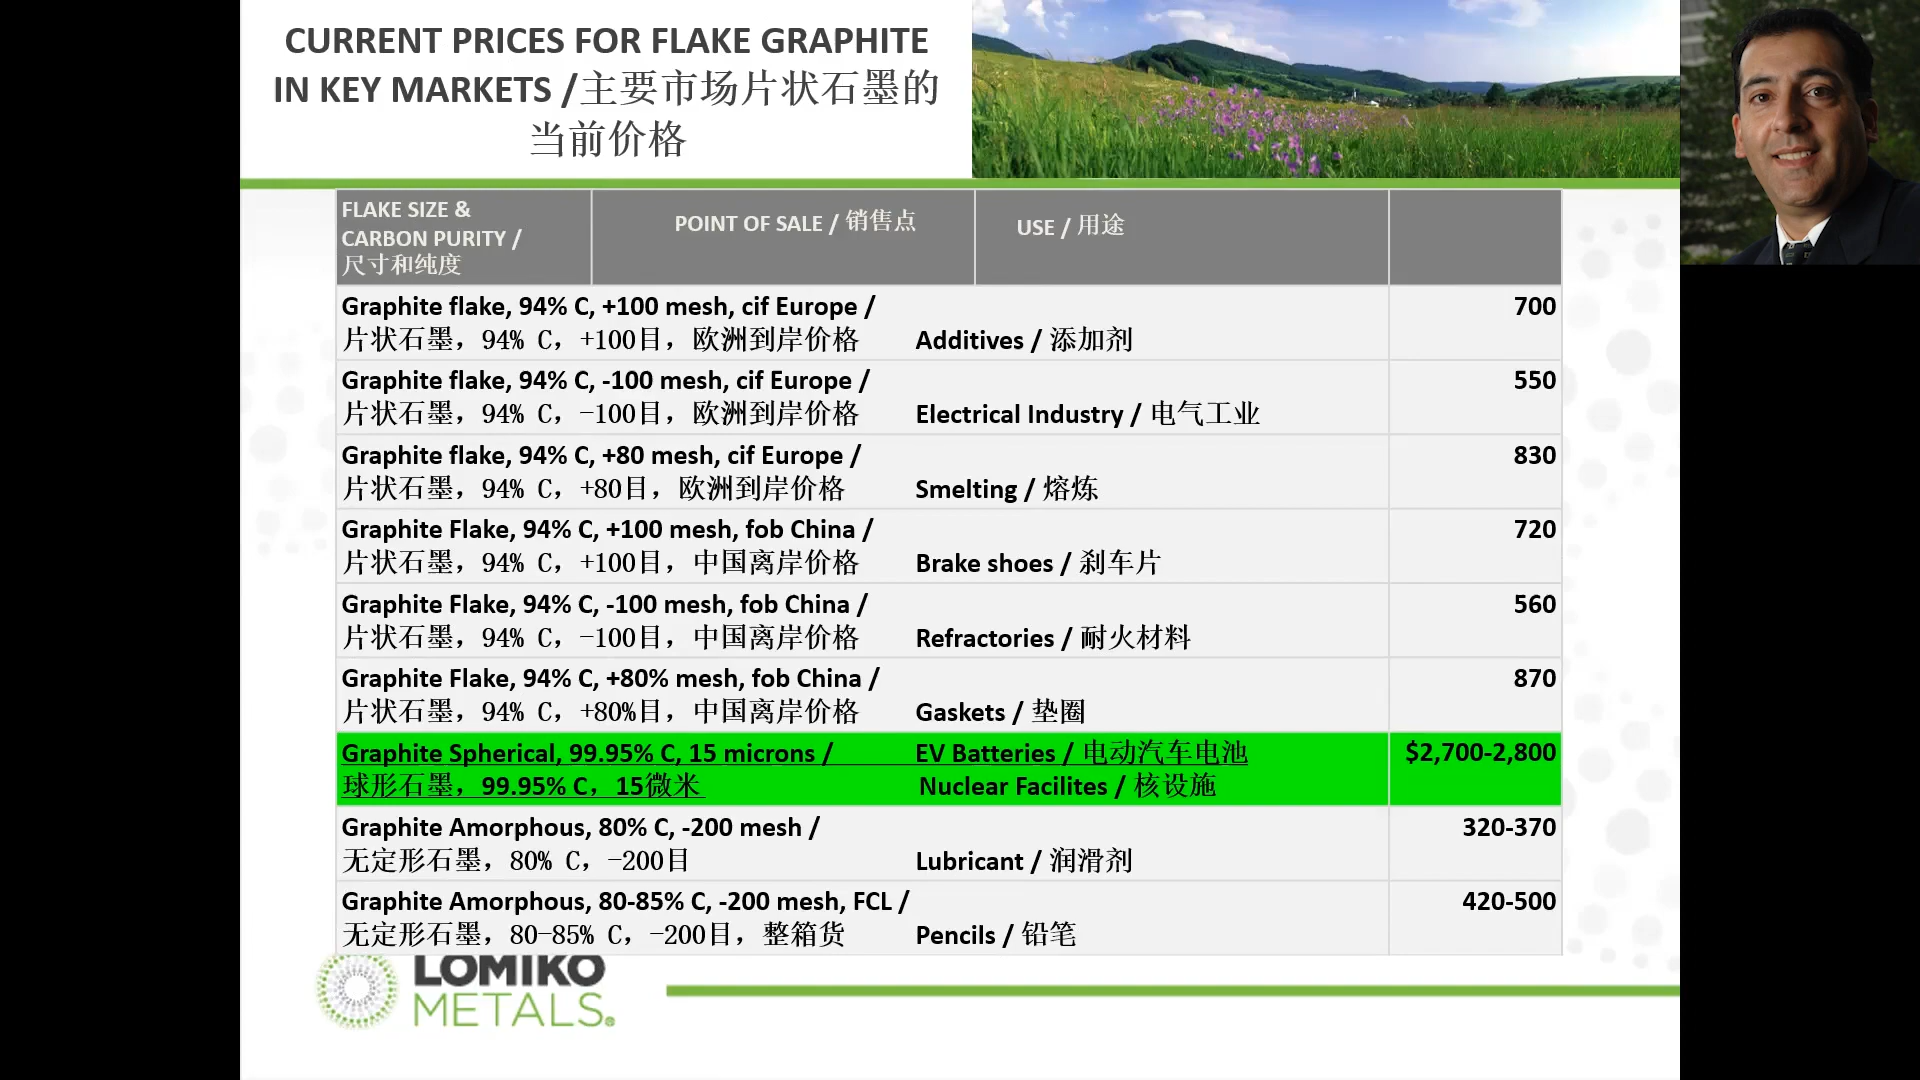 CURRENT PRICES FOR FLAKE GRAPHITE
IN KEY MARKETS /主要市场片状石墨的
当前价格
FLAKE SIZE &
CARBON PURITY /
尺寸和纯度
POINT OF SALE / 销售点
USE / 用途
Graphite flake, 94% C, +100 mesh, cif Europe /
700
片状石墨，94% C，+100目，欧洲到岸价格 Additives / 添加剂
Graphite flake, 94% C, -100 mesh, cif Europe /
550
片状石墨，94% C，-100目，欧洲到岸价格 Electrical Industry / 电气工业
Graphite flake, 94% C, +80 mesh, cif Europe /
830
片状石墨，94% C，+80目，欧洲到岸价格 Smelting / 熔炼
Graphite Flake, 94% C, +100 mesh, fob China /
720
片状石墨，94% C，+100目，中国离岸价格 Brake shoes / 刹车片
Graphite Flake, 94% C, -100 mesh, fob China /
560
片状石墨，94% C，-100目，中国离岸价格 Refractories / 耐火材料
Graphite Flake, 94% C, +80% mesh, fob China /
870
片状石墨，94% C，+80%目，中国离岸价格 Gaskets / 垫圈
Graphite Spherical, 99.95% C, 15 microns / EV Batteries / 电动汽车电池
$2,700-2,800
球形石墨，99.95% C，15微米 Nuclear Facilites / 核设施
Graphite Amorphous, 80% C, -200 mesh /
320-370
无定形石墨，80% C，-200目 Lubricant / 润滑剂
Graphite Amorphous, 80-85% C, -200 mesh, FCL /
420-500
无定形石墨，80-85% C，-200目，整箱货 Pencils / 铅笔
LOMIKO
METALS